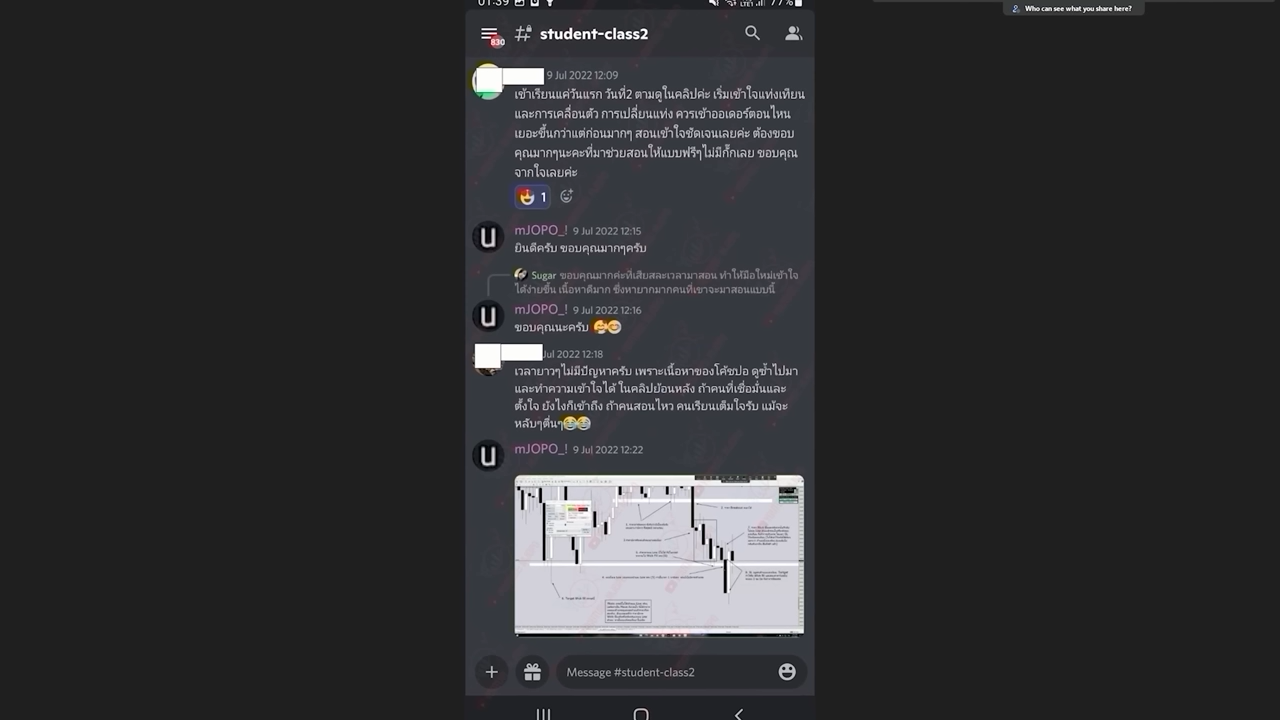 01:39
77%
Who can see what you share here?
830
student-class2
9 Jul 2022 12:09
เข้าเรียนแค่วันแรก วันที่2 ตามดูในคลิปค่ะ เริ่มเข้าใจแท่งเทียน
และการเคลื่อนตัว การเปลี่ยนแท่ง ควรเข้าออเดอร์ตอนไหน
เยอะขึ้นกว่าแต่ก่อนมากๆ สอนเข้าใจชัดเจนเลยค่ะ ต้องขอบ
คุณมากๆนะคะที่มาช่วยสอนให้แบบฟรีๆไม่มีกั๊กเลย ขอบคุณ
จากใจเลยค่ะ
1
mJOPO_! 9 Jul 2022 12:15
ยินดีครับ ขอบคุณมากๆครับ
Sugar ขอบคุณมากค่ะที่เสียสละเวลามาสอน ทำให้มือใหม่เข้าใจ
ได้ง่ายขึ้น เนื้อหาดีมาก ซึ่งหายากมากคนที่เขาจะมาสอนแบบนี้
mJOPO_! 9 Jul 2022 12:16
ขอบคุณนะครับ
Jul 2022 12:18
เวลายาวๆไม่มีปัญหาครับ เพราะเนื้อหาของโค้ชปอ ดูซ้ำไปมา
และทำความเข้าใจได้ ในคลิปย้อนหลัง ถ้าคนที่เชื่อมั่นและ
ตั้งใจ ยังไงก็เข้าถึง ถ้าคนสอนไหว คนเรียนเต็มใจรับ แม้จะ
หลับๆตื่นๆ
mJOPO_! 9 Jul 2022 12:22
Message #student-class2